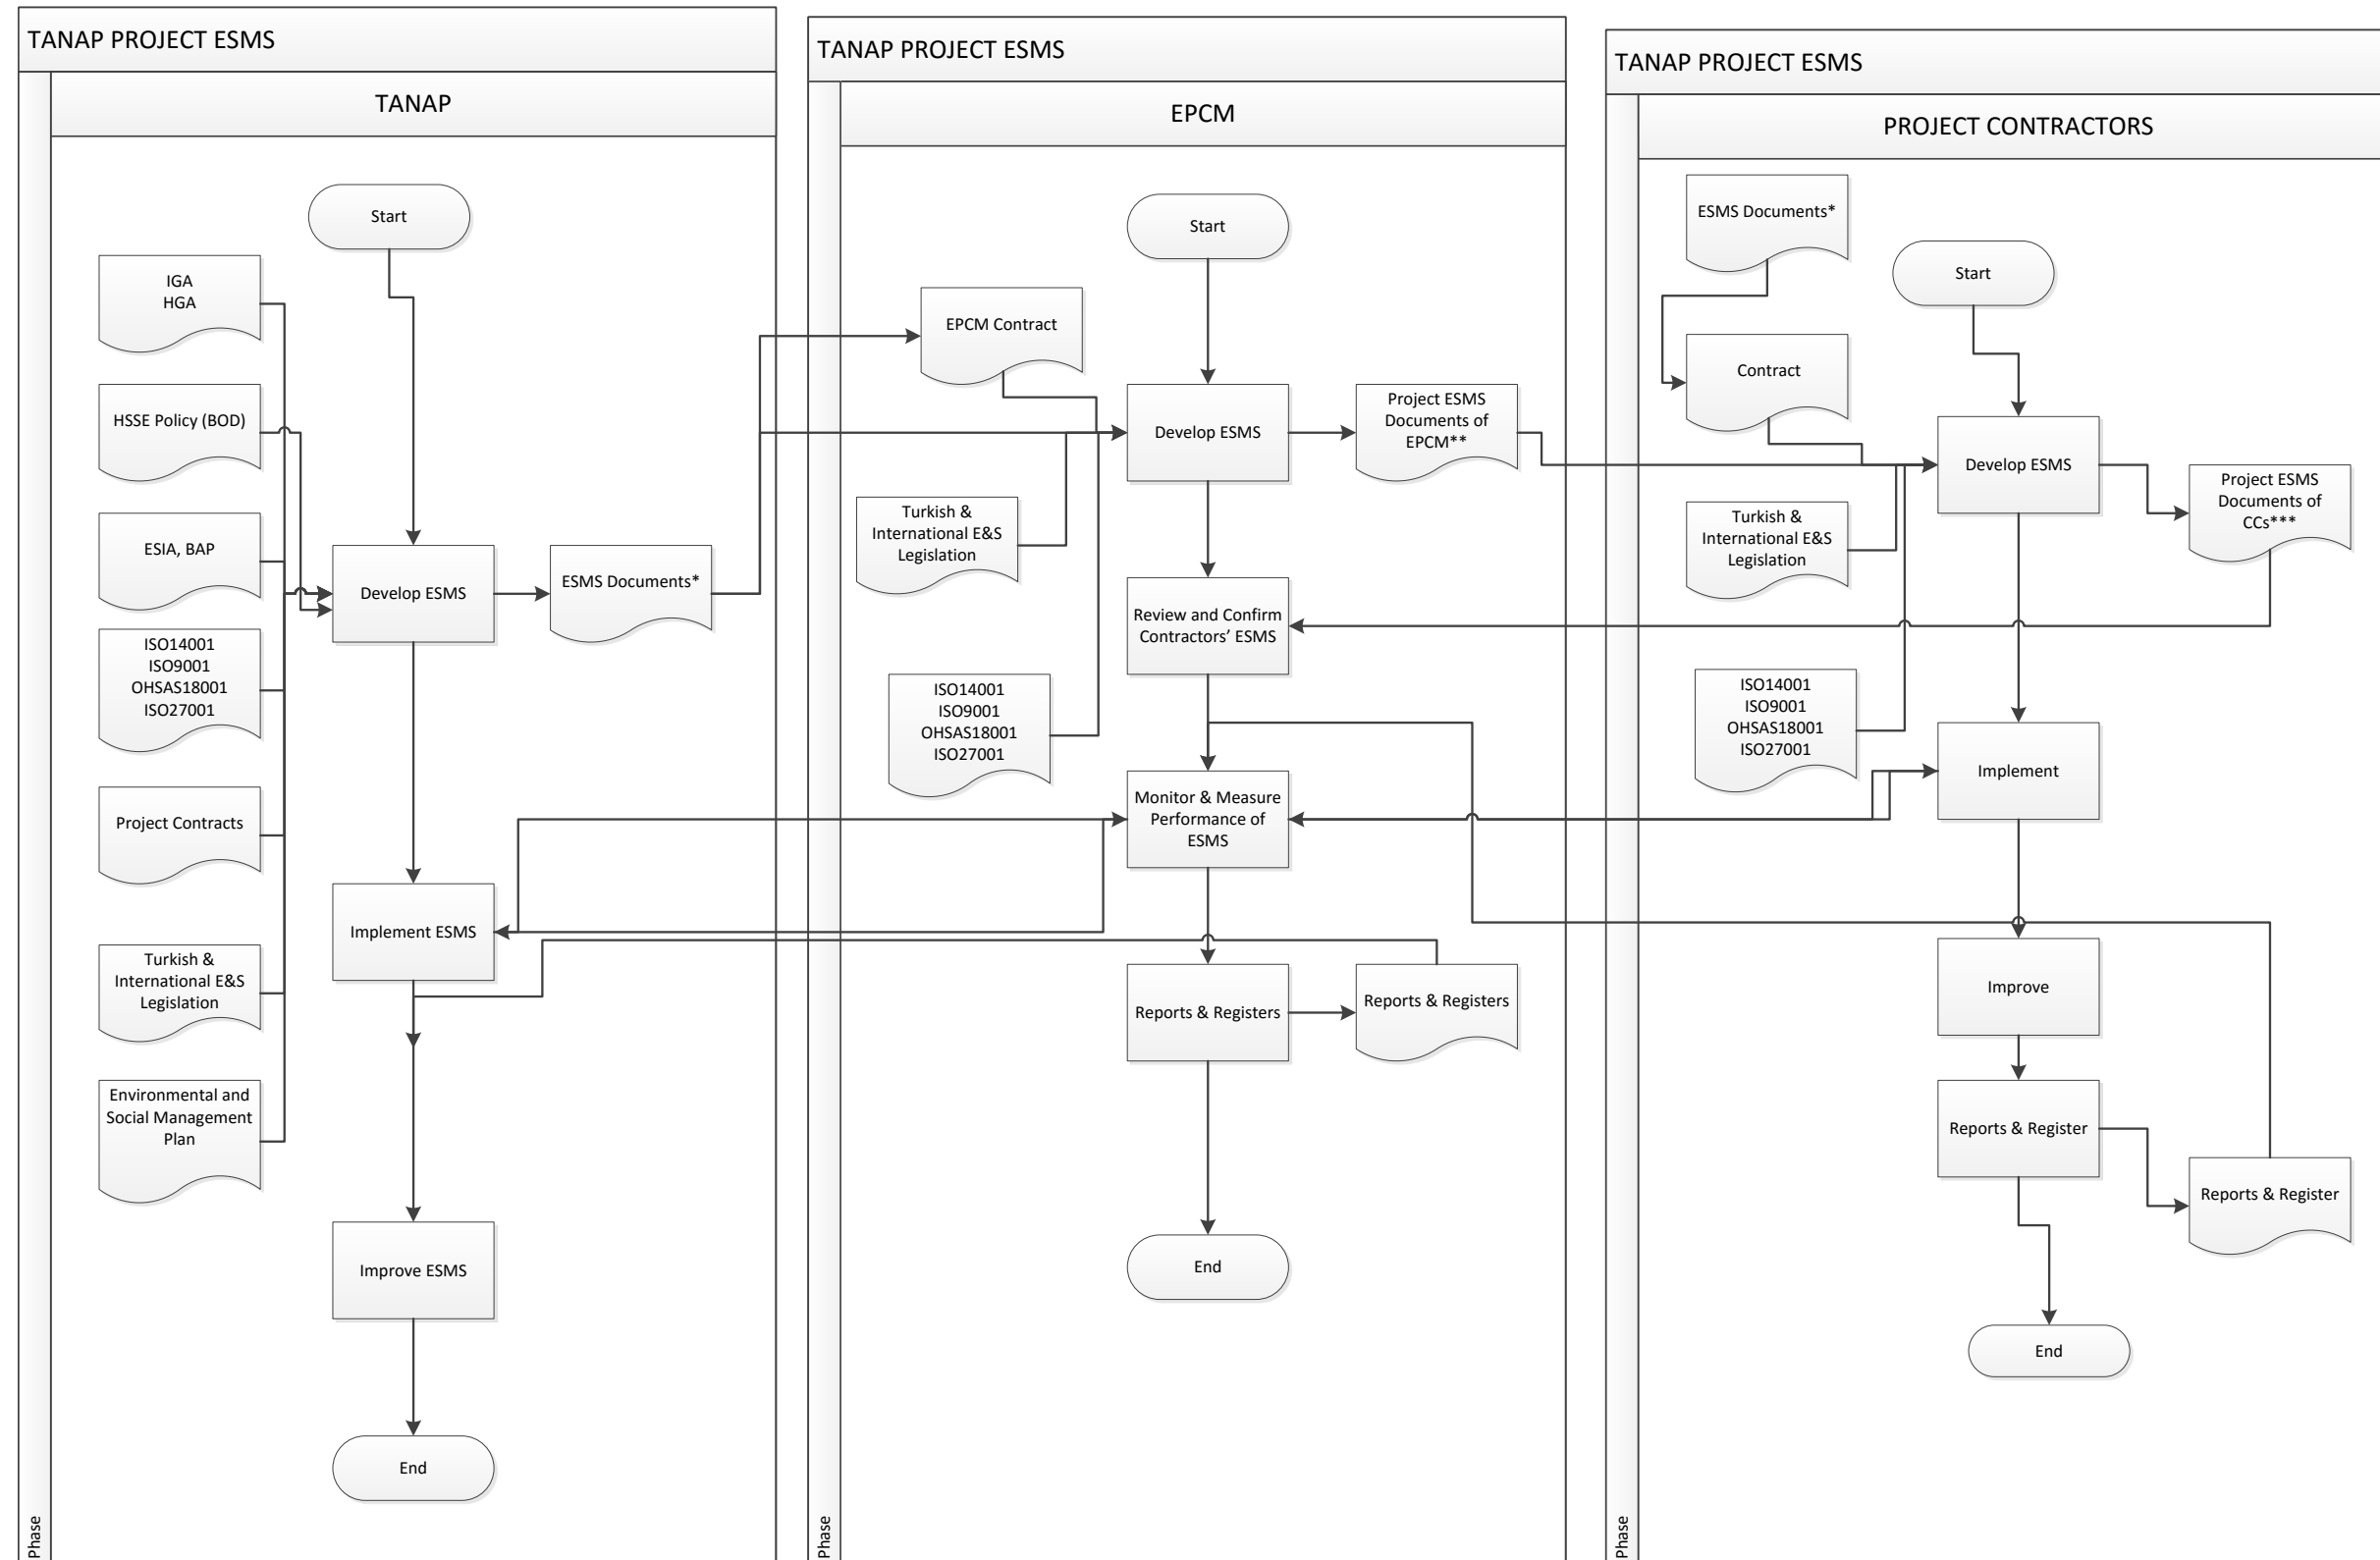 TANAP PROJECT ESMS
TANAP
Start
IGA
HGA
HSSE Policy (BOD)
ESIA, BAP
Develop ESMS
ESMS Documents*
ISO14001
ISO9001
OHSAS18001
ISO27001
Project Contracts
Implement ESMS
Turkish &
International E&S
Legislation
Environmental and
Social Management
Plan
Improve ESMS
End
Phase
TANAP PROJECT ESMS
EPCM
Start
EPCM Contract
Develop ESMS
Project ESMS
Documents of
EPCM**
Turkish &
International E&S
Legislation
Review and Confirm
Contractors' ESMS
ISO14001
ISO9001
OHSAS18001
ISO27001
Monitor & Measure
Performance of
ESMS
Reports & Registers
Reports & Registers
End
Phase
TANAP PROJECT ESMS
PROJECT CONTRACTORS
ESMS Documents*
Start
Contract
Develop ESMS
Project ESMS
Documents of
CCs***
Turkish &
International E&S
Legislation
ISO14001
ISO9001
OHSAS18001
ISO27001
Implement
Improve
Reports & Register
Reports & Register
End
Phase